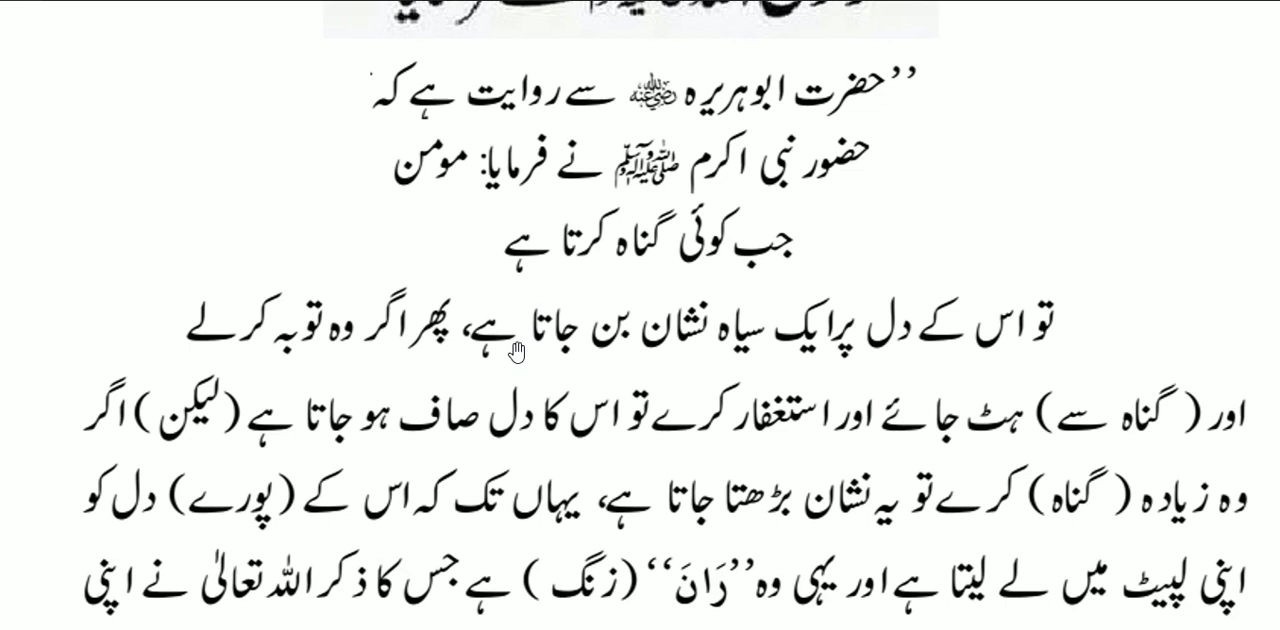 ’’حضرت ابوہریرہ رضی اللہ عنہ سے روایت ہے کہ
حضور نبی اکرم ﷺ نے فرمایا: مومن
جب کوئی گناہ کرتا ہے
تو اس کے دل پر ایک سیاہ نشان بن جاتا ہے، پھر اگر وہ توبہ کر لے
اور (گناہ سے) ہٹ جائے اور استغفار کرے تو اس کا دل صاف ہو جاتا ہے (لیکن) اگر
وہ زیادہ (گناہ) کرے تو یہ نشان بڑھتا جاتا ہے، یہاں تک کہ اس کے (پورے) دل کو
اپنی لپیٹ میں لے لیتا ہے اور یہی وہ ’’رَانَ‘‘ (زنگ) ہے جس کا ذکر اللہ تعالیٰ نے اپنی